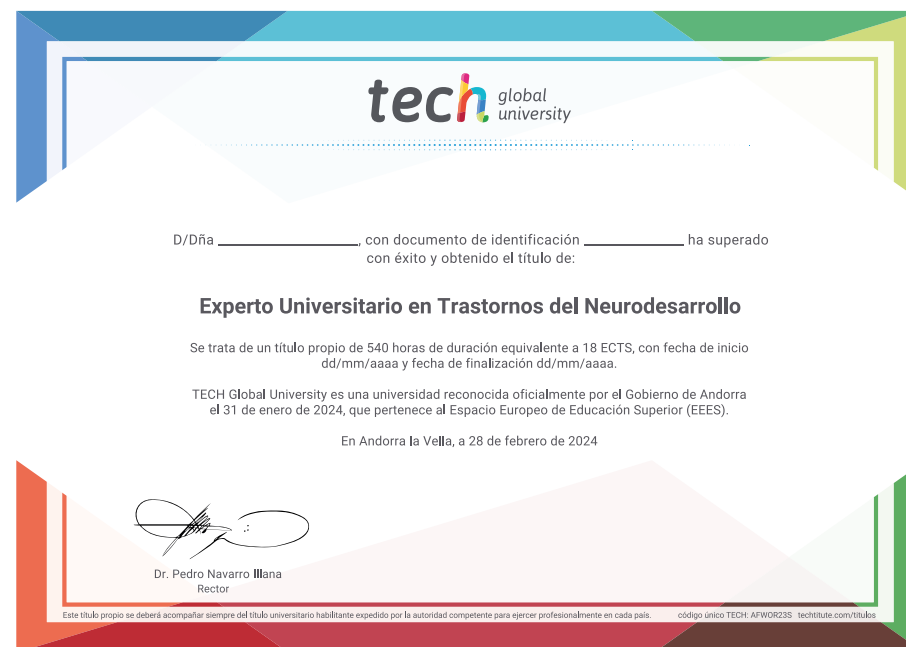 tech global university
D/Dña ____________________, con documento de identificación ______________ ha superado
con éxito y obtenido el título de:
Experto Universitario en Trastornos del Neurodesarrollo
Se trata de un título propio de 540 horas de duración equivalente a 18 ECTS, con fecha de inicio
dd/mm/aaaa y fecha de finalización dd/mm/aaaa.
TECH Global University es una universidad reconocida oficialmente por el Gobierno de Andorra
el 31 de enero de 2024, que pertenece al Espacio Europeo de Educación Superior (EEES).
En Andorra la Vella, a 28 de febrero de 2024
Dr. Pedro Navarro Illana
Rector
Este título propio se deberá acompañar siempre del título universitario habilitante expedido por la autoridad competente para ejercer profesionalmente en cada país. código único TECH: AFWOR23S techtitute.com/titulos